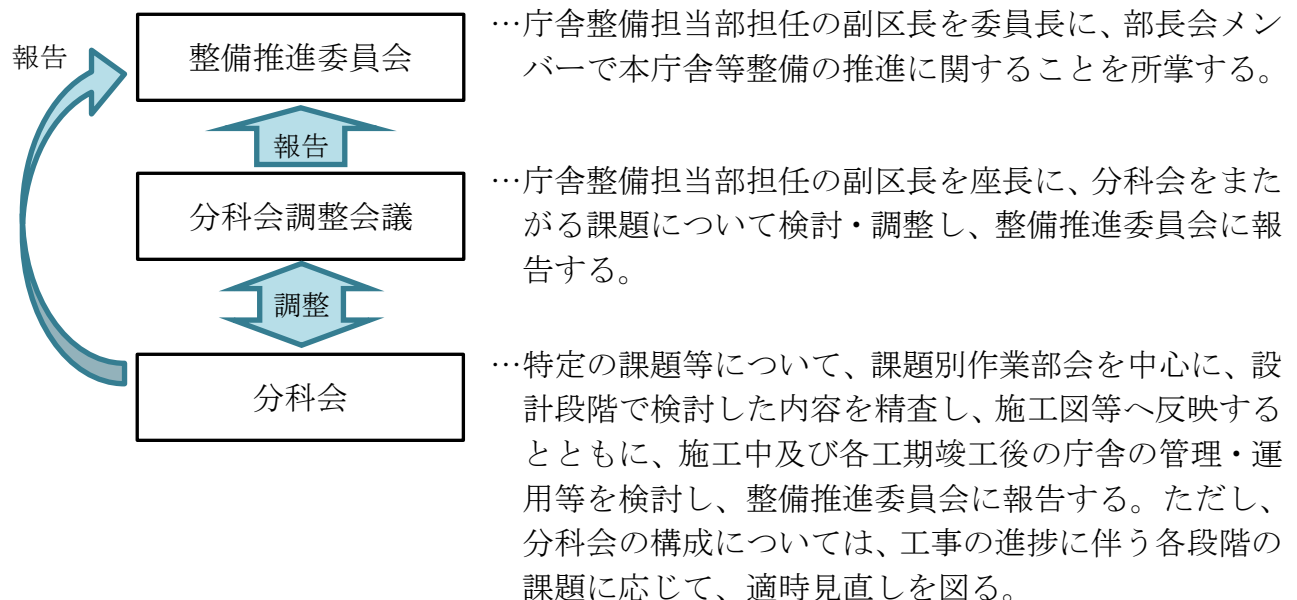 報告
整備推進委員会
…庁舎整備担当部担任の副区長を委員長に、部長会メン
バーで本庁舎等整備の推進に関することを所掌する。
報告
分科会調整会議
…庁舎整備担当部担任の副区長を座長に、分科会をまた
がる課題について検討・調整し、整備推進委員会に報
告する。
調整
分科会
…特定の課題等について、課題別作業部会を中心に、設
計段階で検討した内容を精査し、施工図等へ反映する
とともに、施工中及び各工期竣工後の庁舎の管理・運
用等を検討し、整備推進委員会に報告する。ただし、
分科会の構成については、工事の進捗に伴う各段階の
課題に応じて、適時見直しを図る。